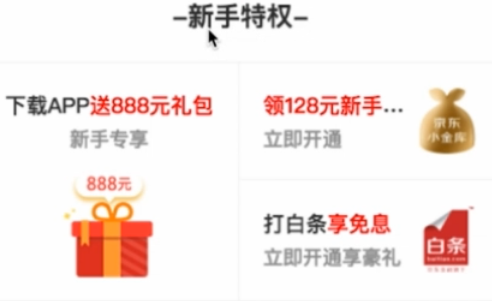 –新手特权–
下载APP送888元礼包
新手专享
888元
领128元新手...
立即开通
京东
小金库
打白条享免息
立即开通享豪礼
白条